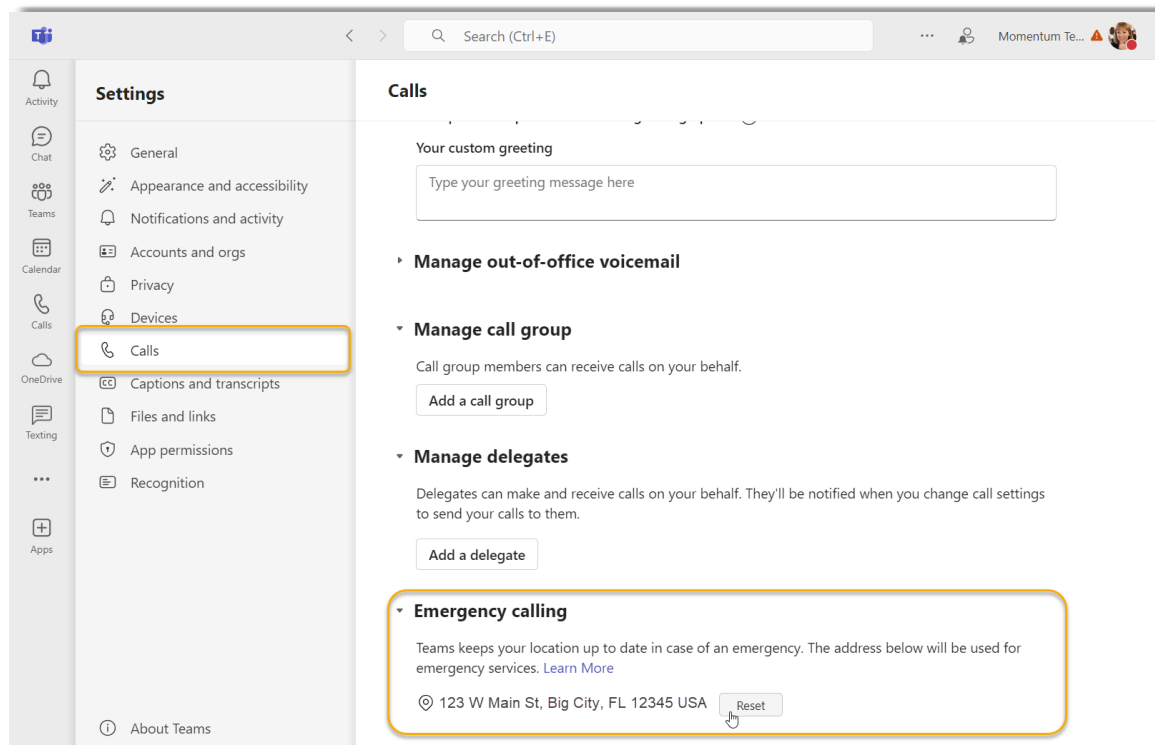 Search (Ctrl+E)
Momentum Te...
Activity
Chat
Teams
Calendar
Calls
OneDrive
Texting
Apps
Settings
General
Appearance and accessibility
Notifications and activity
Accounts and orgs
Privacy
Devices
Calls
CC Captions and transcripts
Files and links
App permissions
Recognition
About Teams
Calls
Your custom greeting
Type your greeting message here
Manage out-of-office voicemail
Manage call group
Call group members can receive calls on your behalf.
Add a call group
Manage delegates
Delegates can make and receive calls on your behalf. They'll be notified when you change call settings
to send your calls to them.
Add a delegate
Emergency calling
Teams keeps your location up to date in case of an emergency. The address below will be used for
emergency services. Learn More
123 W Main St, Big City, FL 12345 USA Reset